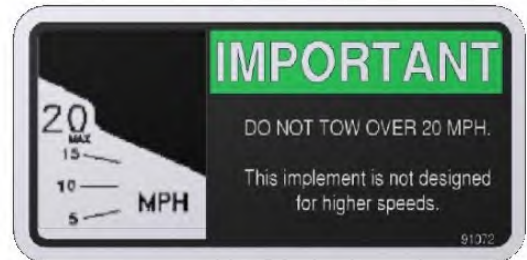 IMPORTANT
20
MAX
15
10
5
MPH
DO NOT TOW OVER 20 MPH.
This implement is not designed
for higher speeds.
91072